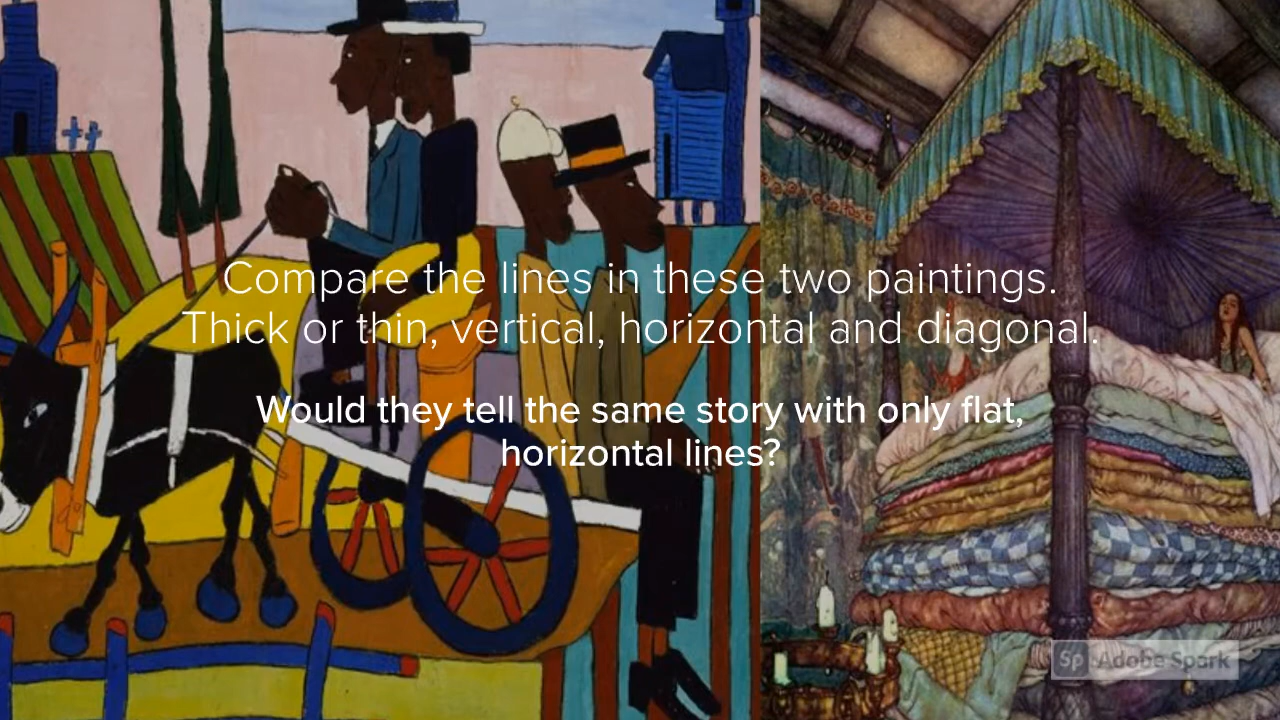 Compare the lines in these two paintings.
Thick or thin, vertical, horizontal and diagonal.
Would they tell the same story with only flat,
horizontal lines?
Sp Adobe Spark